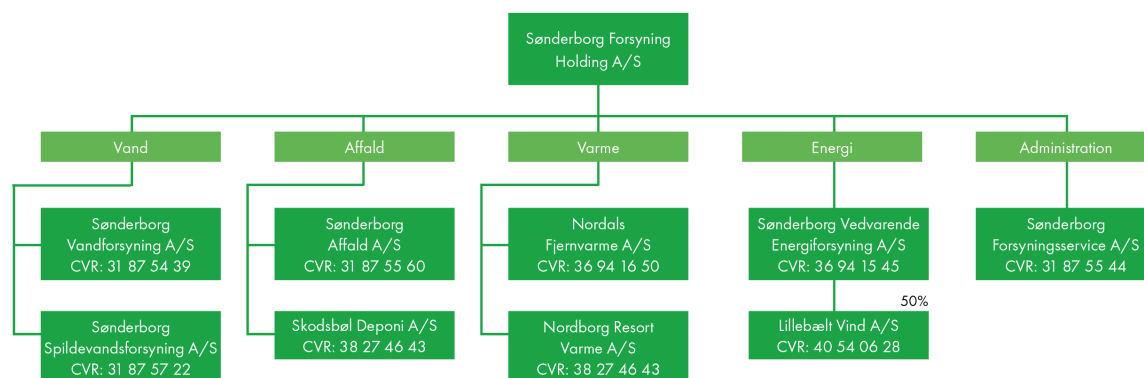 Sønderborg Forsyning
Holding A/S
Vand
Affald
Varme
Energi
Administration
Sønderborg
Vandforsyning A/S
CVR: 31 87 54 39
Sønderborg
Affald A/S
CVR: 31 87 55 60
Nordals
Fjernvarme A/S
CVR: 36 94 16 50
Sønderborg Vedvarende
Energiforsyning A/S
CVR: 36 94 15 45
Sønderborg
Forsyningsservice A/S
CVR: 31 87 55 44
Sønderborg
Spildevandsforsyning A/S
CVR: 31 87 57 22
Skodsbøl Deponi A/S
CVR: 38 27 46 43
Nordborg Resort
Varme A/S
CVR: 38 27 46 43
50%
Lillebælt Vind A/S
CVR: 40 54 06 28